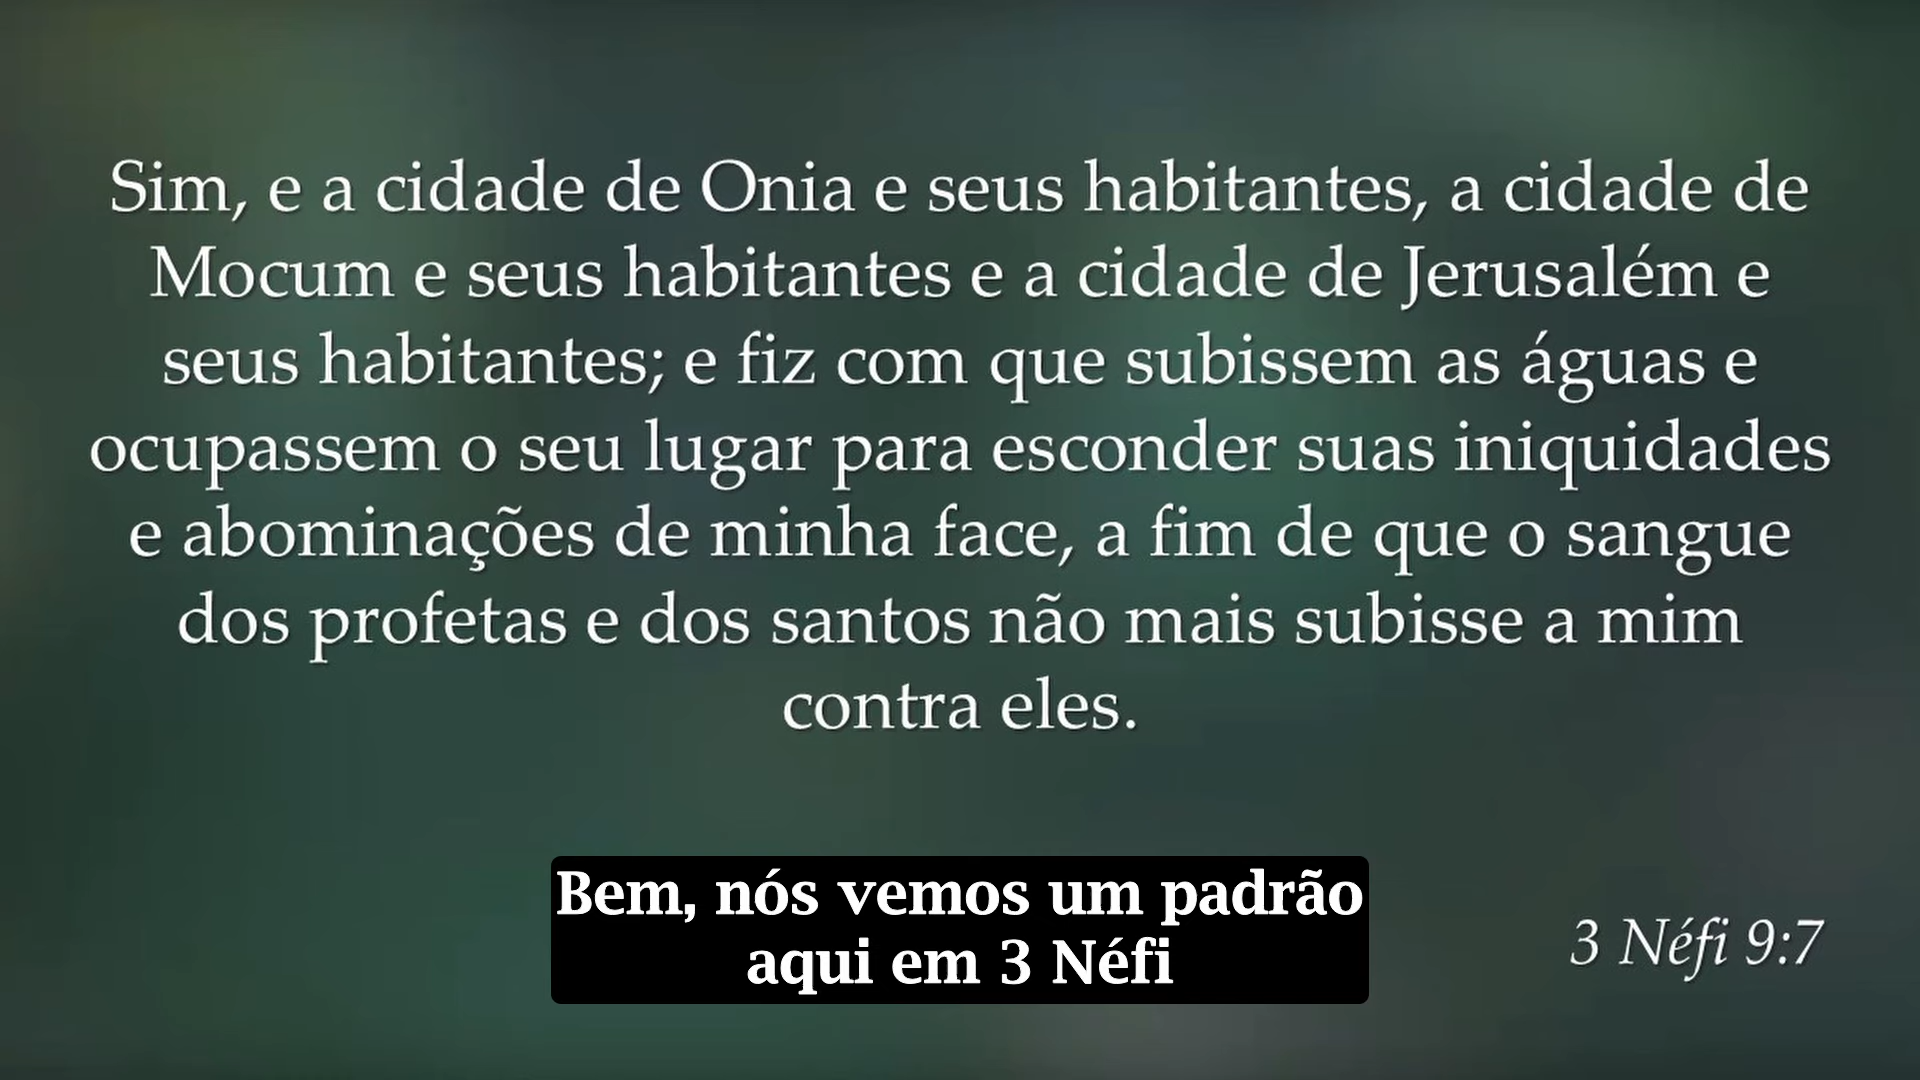 Sim, e a cidade de Onia e seus habitantes, a cidade de
Mocum e seus habitantes e a cidade de Jerusalém e
seus habitantes; e fiz com que subissem as águas e
ocupassem o seu lugar para esconder suas iniquidades
e abominações de minha face, a fim de que o sangue
dos profetas e dos santos não mais subisse a mim
contra eles.
Bem, nós vemos um padrão
aqui em 3 Néfi
3 Néfi 9:7